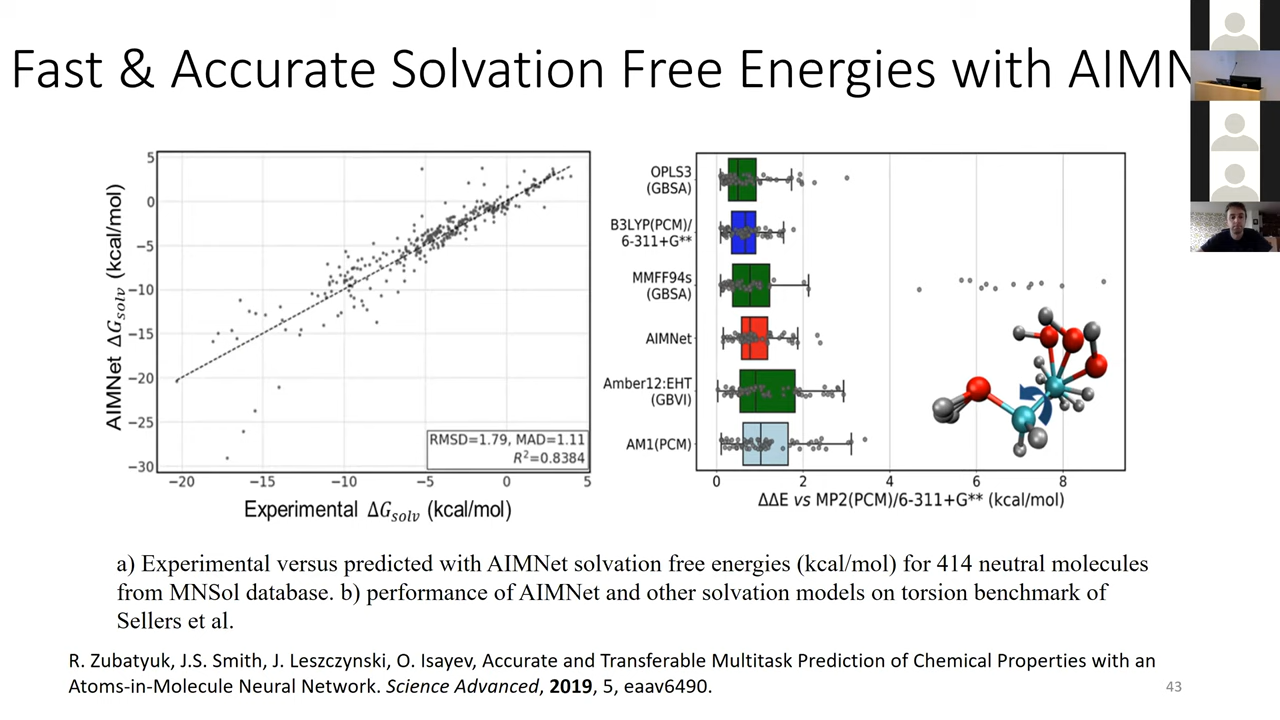 Fast & Accurate Solvation Free Energies with AIMN
5
0
−5
−10
−15
−20
−25
−30
AIMNet ΔG_solv (kcal/mol)
RMSD=1.79, MAD=1.11
R²=0.8384
−20 −15 −10 −5 0 5
Experimental ΔG_solv (kcal/mol)
OPLS3
(GBSA)
B3LYP(PCM)/
6-311+G**
MMFF94s
(GBSA)
AIMNet
Amber12:EHT
(GBVI)
AM1(PCM)
0 2 4 6 8
ΔΔE vs MP2(PCM)/6-311+G** (kcal/mol)
a) Experimental versus predicted with AIMNet solvation free energies (kcal/mol) for 414 neutral molecules
from MNSol database. b) performance of AIMNet and other solvation models on torsion benchmark of
Sellers et al.
R. Zubatyuk, J.S. Smith, J. Leszczynski, O. Isayev, Accurate and Transferable Multitask Prediction of Chemical Properties with an
Atoms-in-Molecule Neural Network. Science Advanced, 2019, 5, eaav6490.
43